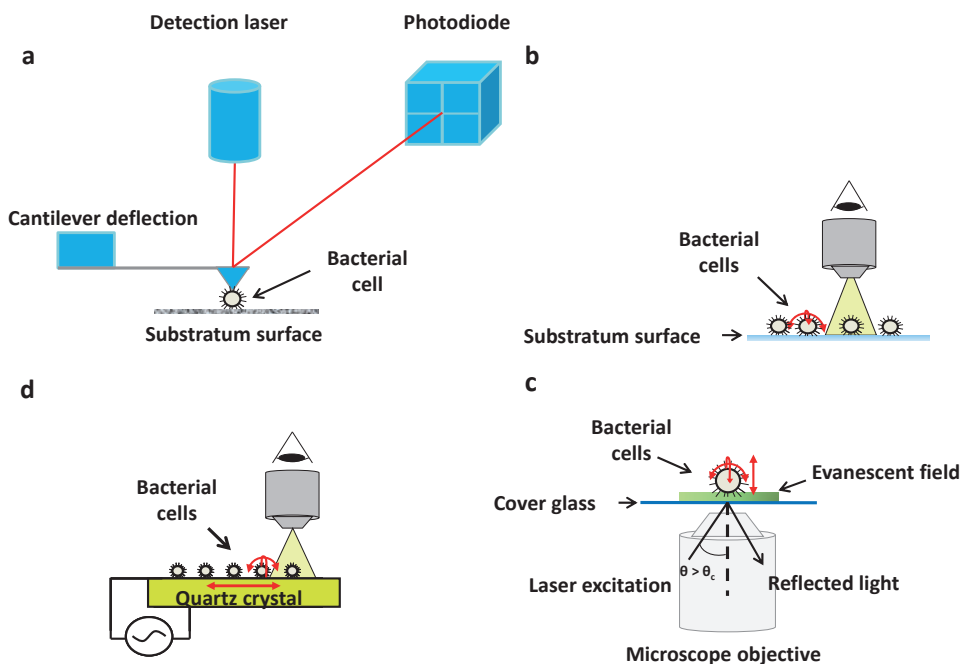 a
Detection laser
Photodiode
Cantilever deflection
Bacterial
cell
Substratum surface
b
Bacterial
cells
Substratum surface
d
Bacterial
cells
Quartz crystal
c
Bacterial
cells
Evanescent field
Cover glass
Laser excitation
θ > θc
Reflected light
Microscope objective